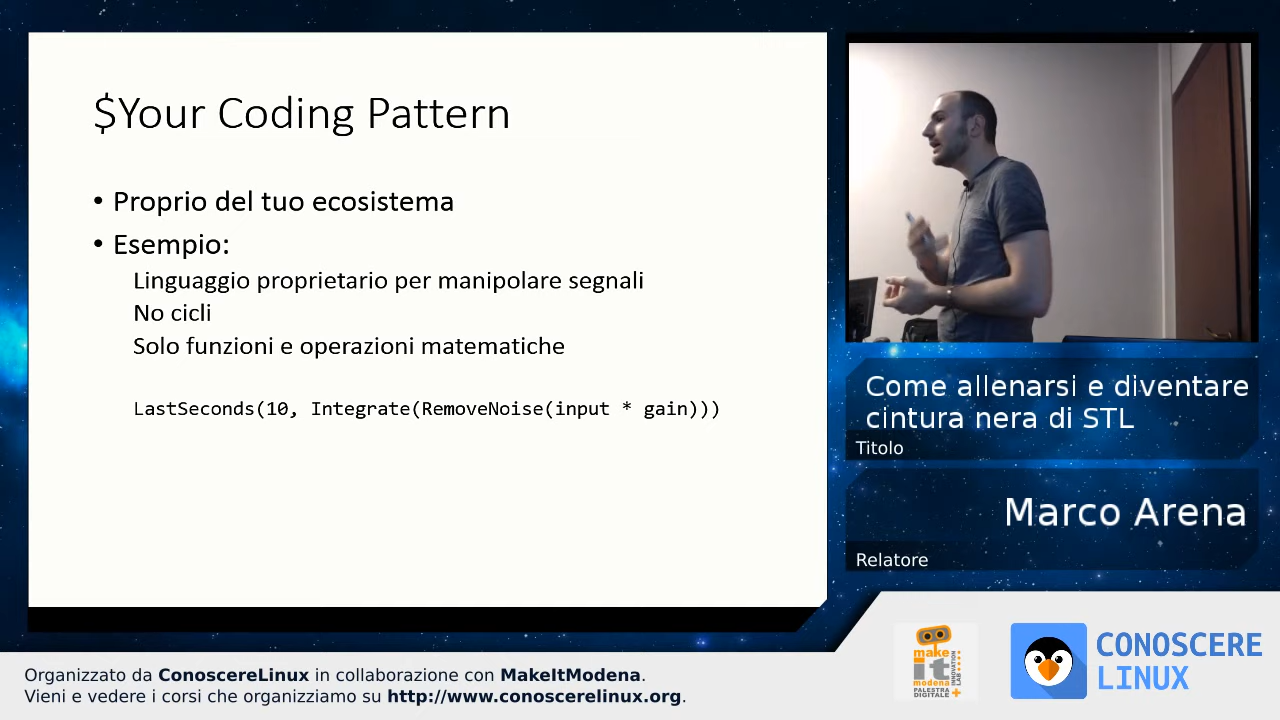 $Your Coding Pattern
• Proprio del tuo ecosistema
• Esempio:
Linguaggio proprietario per manipolare segnali
No cicli
Solo funzioni e operazioni matematiche
LastSeconds(10, Integrate(RemoveNoise(input * gain)))
Come allenarsi e diventare
cintura nera di STL
Titolo
Marco Arena
Relatore
make
it
modena
PALESTRA
DIGITALE
INNOVATION
LAB
CONOSCERE
LINUX
Organizzato da ConoscereLinux in collaborazione con MakeItModena.
Vieni e vedere i corsi che organizziamo su http://www.conoscerelinux.org.